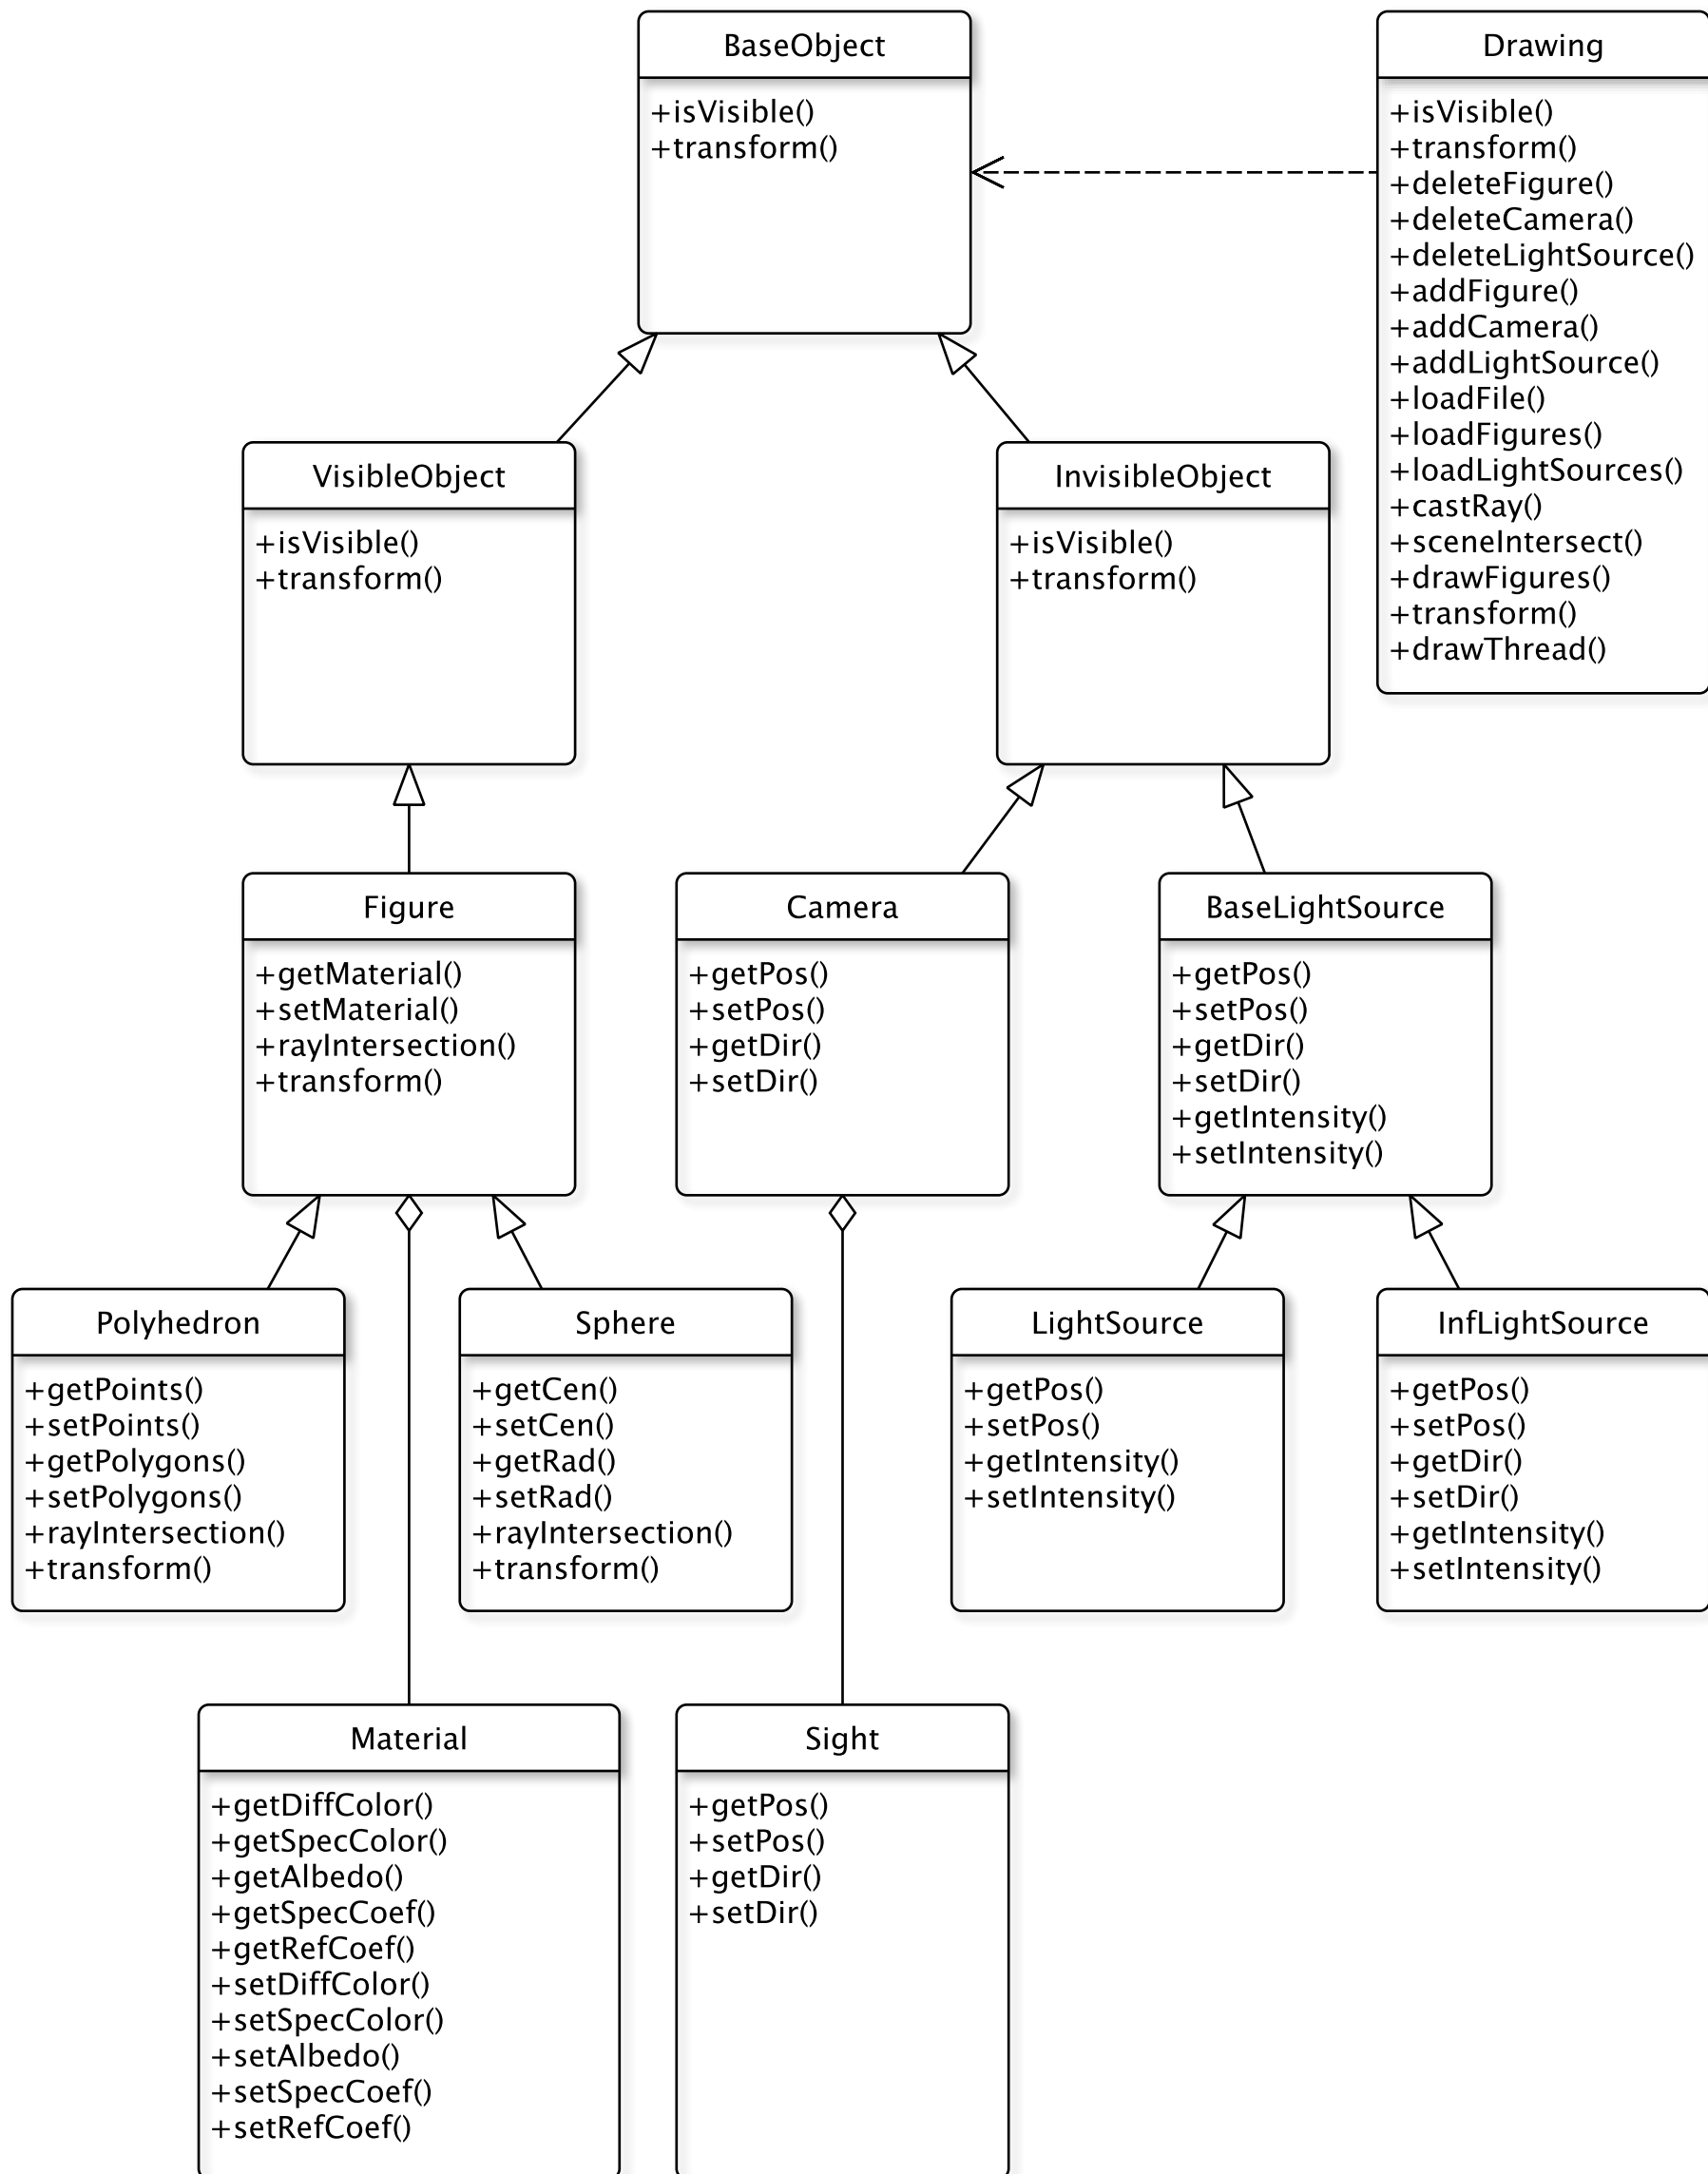 BaseObject
+isVisible()
+transform()
Drawing
+isVisible()
+transform()
+deleteFigure()
+deleteCamera()
+deleteLightSource()
+addFigure()
+addCamera()
+addLightSource()
+loadFile()
+loadFigures()
+loadLightSources()
+castRay()
+sceneIntersect()
+drawFigures()
+transform()
+drawThread()
VisibleObject
+isVisible()
+transform()
InvisibleObject
+isVisible()
+transform()
Figure
+getMaterial()
+setMaterial()
+rayIntersection()
+transform()
Camera
+getPos()
+setPos()
+getDir()
+setDir()
BaseLightSource
+getPos()
+setPos()
+getDir()
+setDir()
+getIntensity()
+setIntensity()
Polyhedron
+getPoints()
+setPoints()
+getPolygons()
+setPolygons()
+rayIntersection()
+transform()
Sphere
+getCen()
+setCen()
+getRad()
+setRad()
+rayIntersection()
+transform()
LightSource
+getPos()
+setPos()
+getIntensity()
+setIntensity()
InfLightSource
+getPos()
+setPos()
+getDir()
+setDir()
+getIntensity()
+setIntensity()
Material
+getDiffColor()
+getSpecColor()
+getAlbedo()
+getSpecCoef()
+getRefCoef()
+setDiffColor()
+setSpecColor()
+setAlbedo()
+setSpecCoef()
+setRefCoef()
Sight
+getPos()
+setPos()
+getDir()
+setDir()